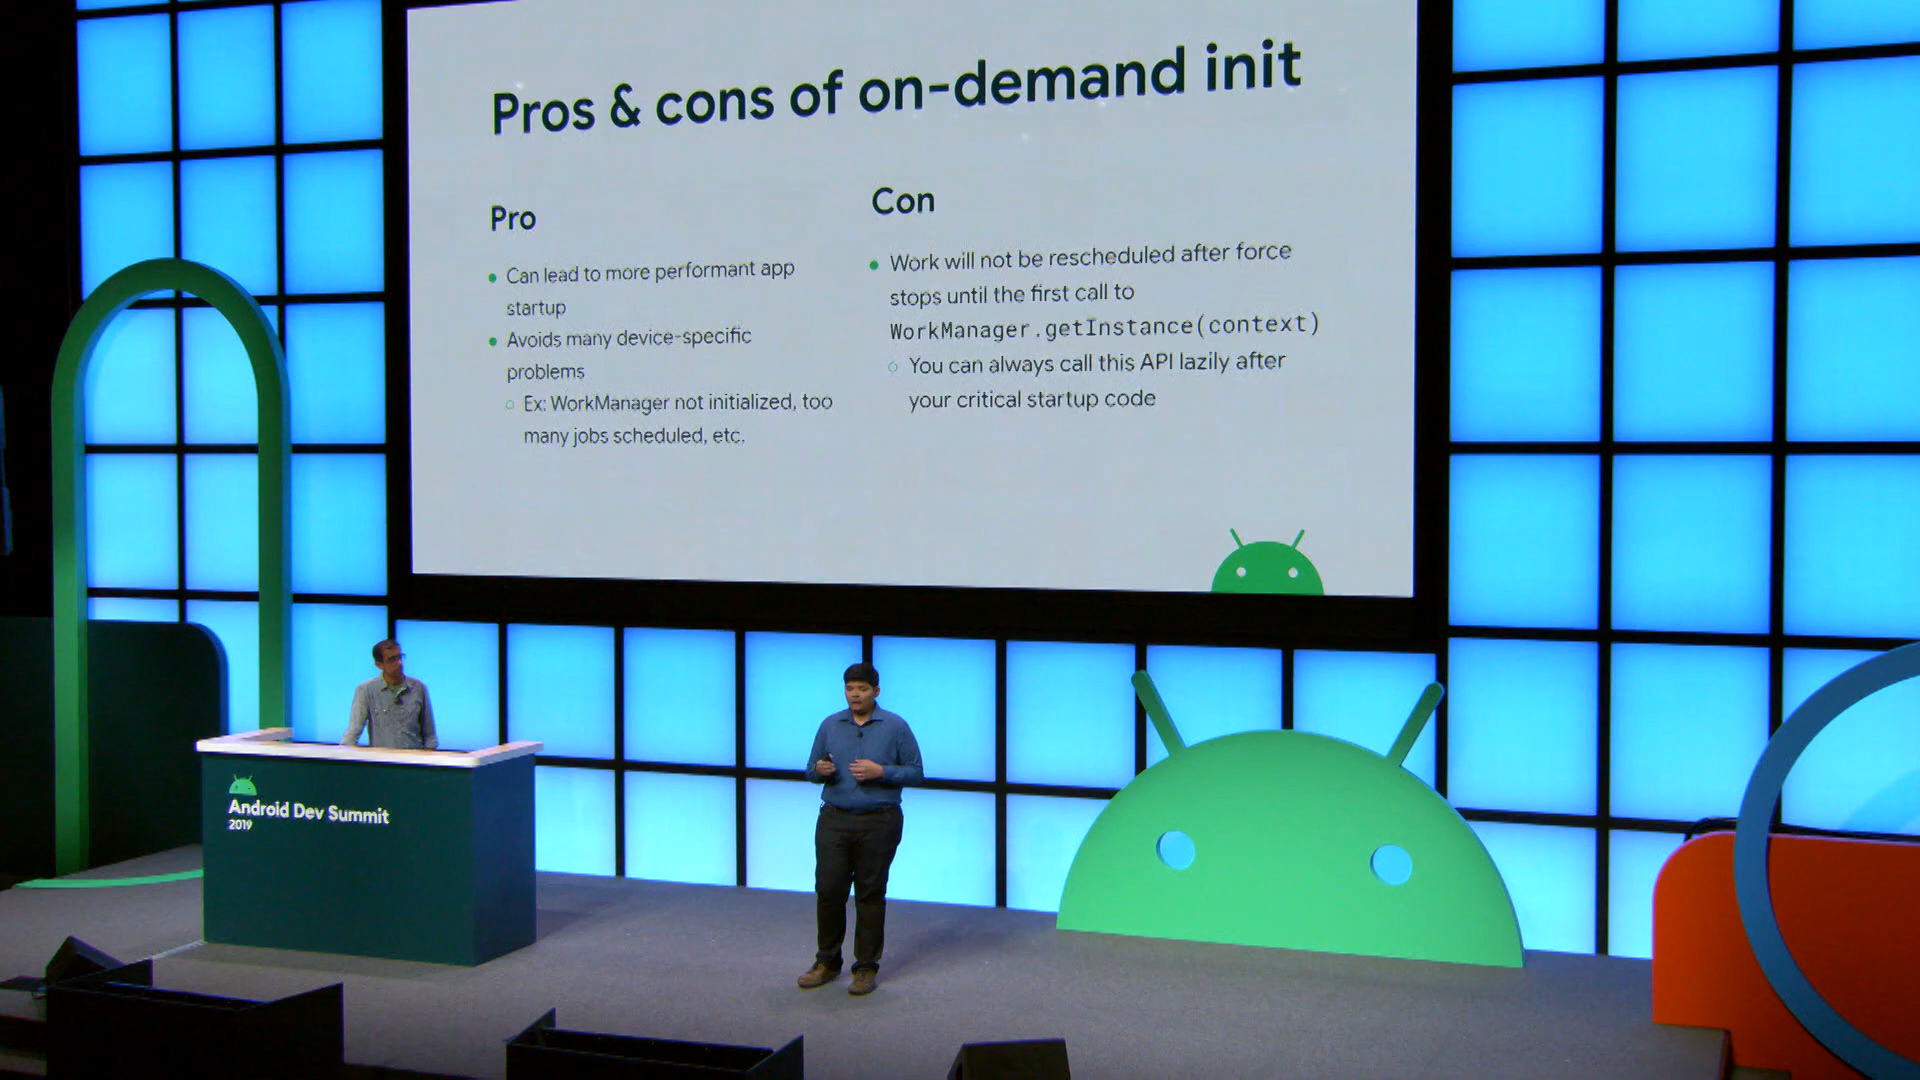 Pros & cons of on-demand init
Pro
• Can lead to more performant app
startup
• Avoids many device-specific
problems
○ Ex: WorkManager not initialized, too
many jobs scheduled, etc.
Con
• Work will not be rescheduled after force
stops until the first call to
WorkManager.getInstance(context)
○ You can always call this API lazily after
your critical startup code
Android Dev Summit
2019